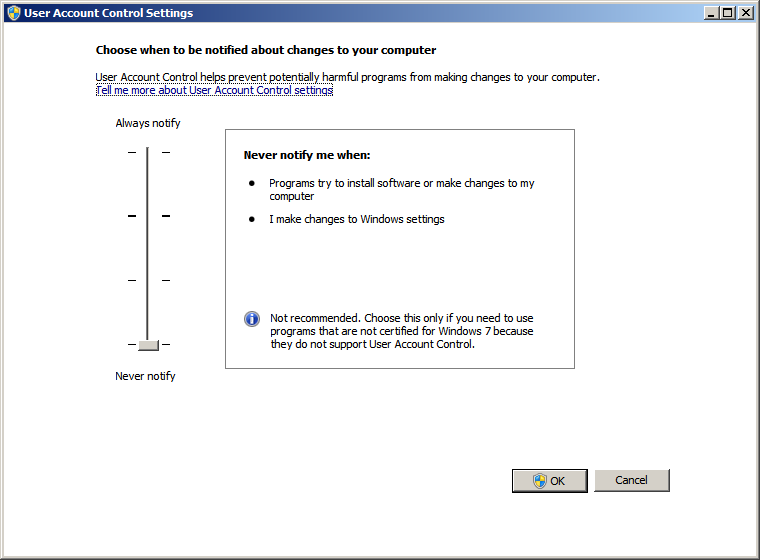 User Account Control Settings
Choose when to be notified about changes to your computer
User Account Control helps prevent potentially harmful programs from making changes to your computer.
Tell me more about User Account Control settings
Always notify
Never notify me when:
Programs try to install software or make changes to my
computer
I make changes to Windows settings
Not recommended. Choose this only if you need to use
programs that are not certified for Windows 7 because
they do not support User Account Control.
Never notify
OK
Cancel